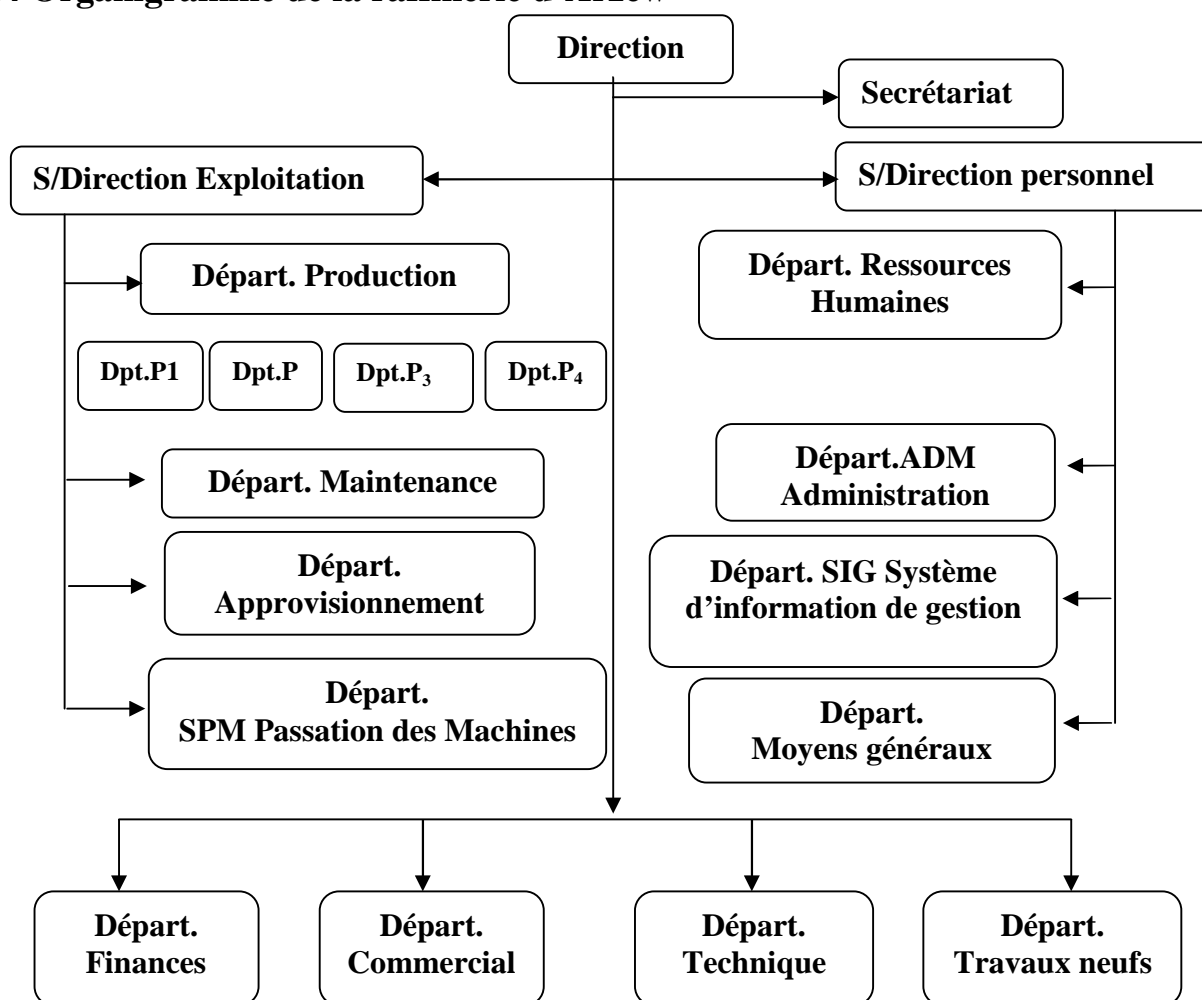 Direction
Secrétariat
S/Direction Exploitation
S/Direction personnel
Départ. Production
Départ. Ressources
Humaines
Dpt.P1
Dpt.P
Dpt.P₃
Dpt.P₄
Départ. Maintenance
Départ.ADM
Administration
Départ.
Approvisionnement
Départ. SIG Système
d’information de gestion
Départ.
SPM Passation des Machines
Départ.
Moyens généraux
Départ.
Finances
Départ.
Commercial
Départ.
Technique
Départ.
Travaux neufs